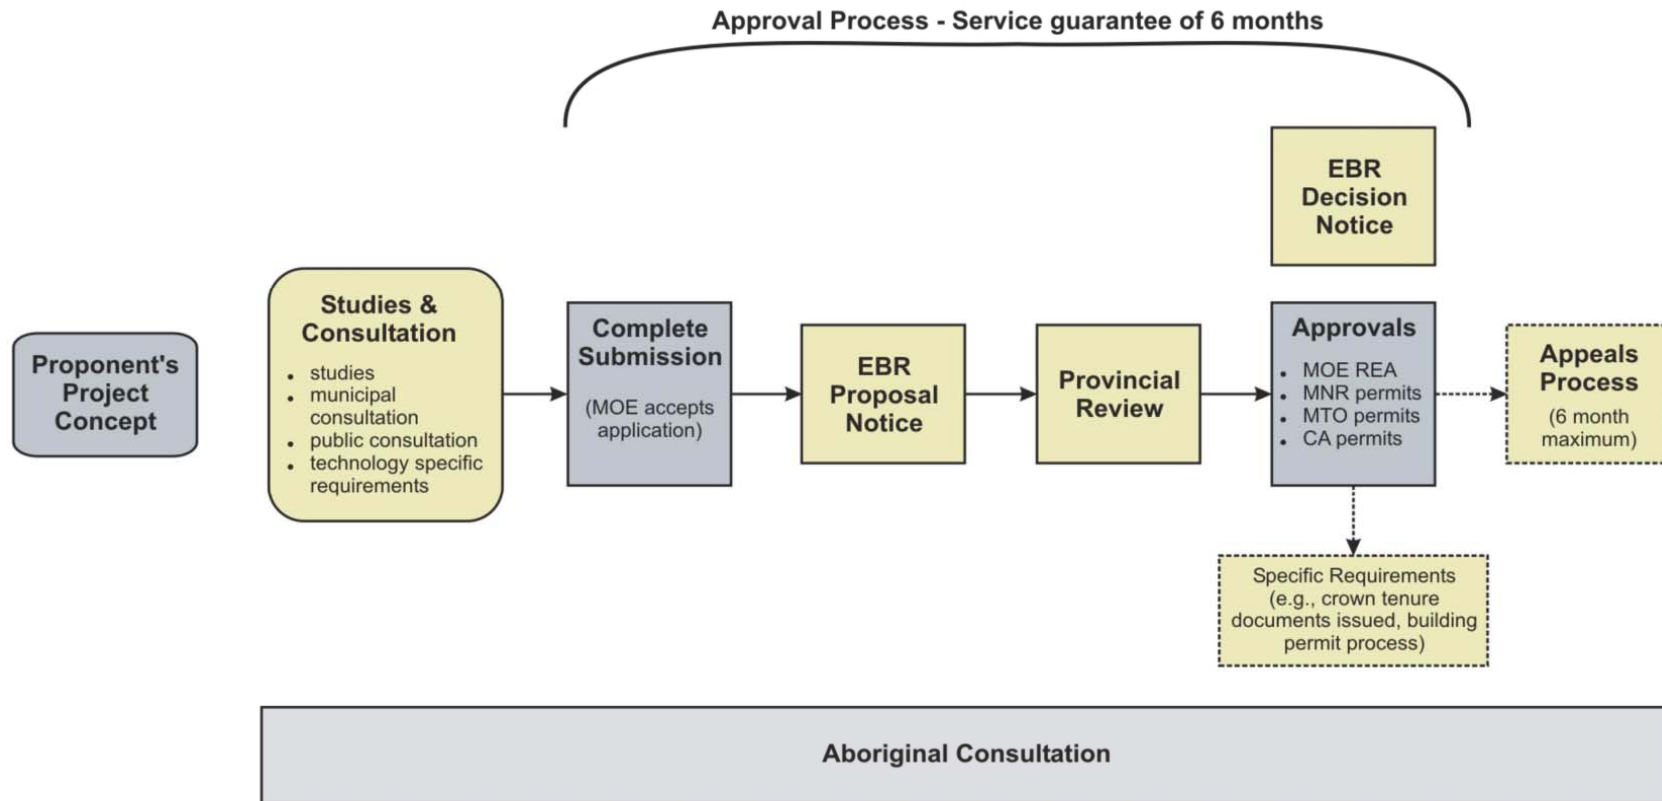 Approval Process - Service guarantee of 6 months
EBR
Decision
Notice
Proponent's
Project
Concept
Studies &
Consultation
• studies
• municipal
consultation
• public consultation
• technology specific
requirements
Complete
Submission
(MOE accepts
application)
EBR
Proposal
Notice
Provincial
Review
Approvals
• MOE REA
• MNR permits
• MTO permits
• CA permits
Appeals
Process
(6 month
maximum)
Specific Requirements
(e.g., crown tenure
documents issued, building
permit process)
Aboriginal Consultation